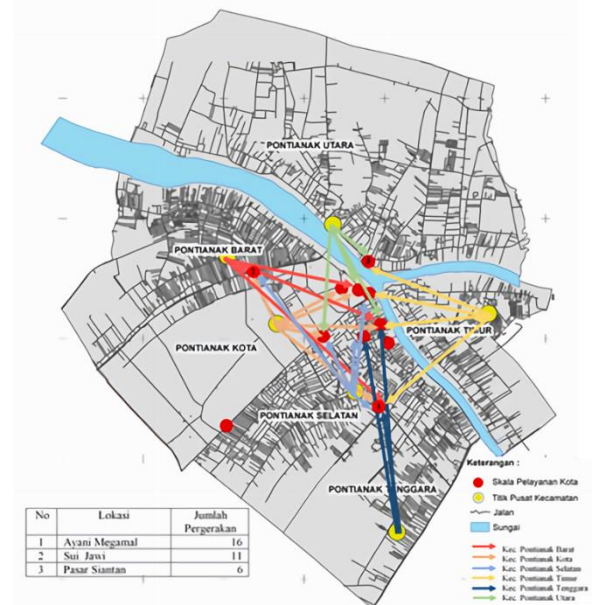 PONTIANAK UTARA
PONTIANAK BARAT
PONTIANAK TIMUR
PONTIANAK KOTA
PONTIANAK SELATAN
PONTIANAK TENGGARA
Keterangan :
Skala Pelayanan Kota
Titik Pusat Kecamatan
Jalan
Sungai
Kec. Pontianak Barat
Kec. Pontianak Kota
Kec. Pontianak Selatan
Kec. Pontianak Timur
Kec. Pontianak Tenggara
Kec. Pontianak Utara
No Lokasi Jumlah
Pergerakan
1 Ayani Megamal 16
2 Sui Jawi 11
3 Pasar Siantan 6